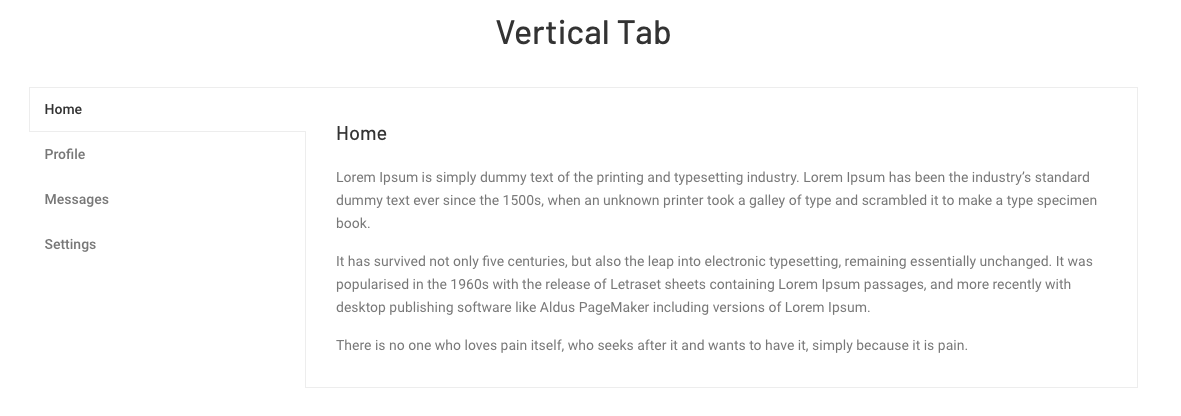 Vertical Tab
Home
Profile
Messages
Settings
Home
Lorem Ipsum is simply dummy text of the printing and typesetting industry. Lorem Ipsum has been the industry’s standard
dummy text ever since the 1500s, when an unknown printer took a galley of type and scrambled it to make a type specimen
book.
It has survived not only five centuries, but also the leap into electronic typesetting, remaining essentially unchanged. It was
popularised in the 1960s with the release of Letraset sheets containing Lorem Ipsum passages, and more recently with
desktop publishing software like Aldus PageMaker including versions of Lorem Ipsum.
There is no one who loves pain itself, who seeks after it and wants to have it, simply because it is pain.